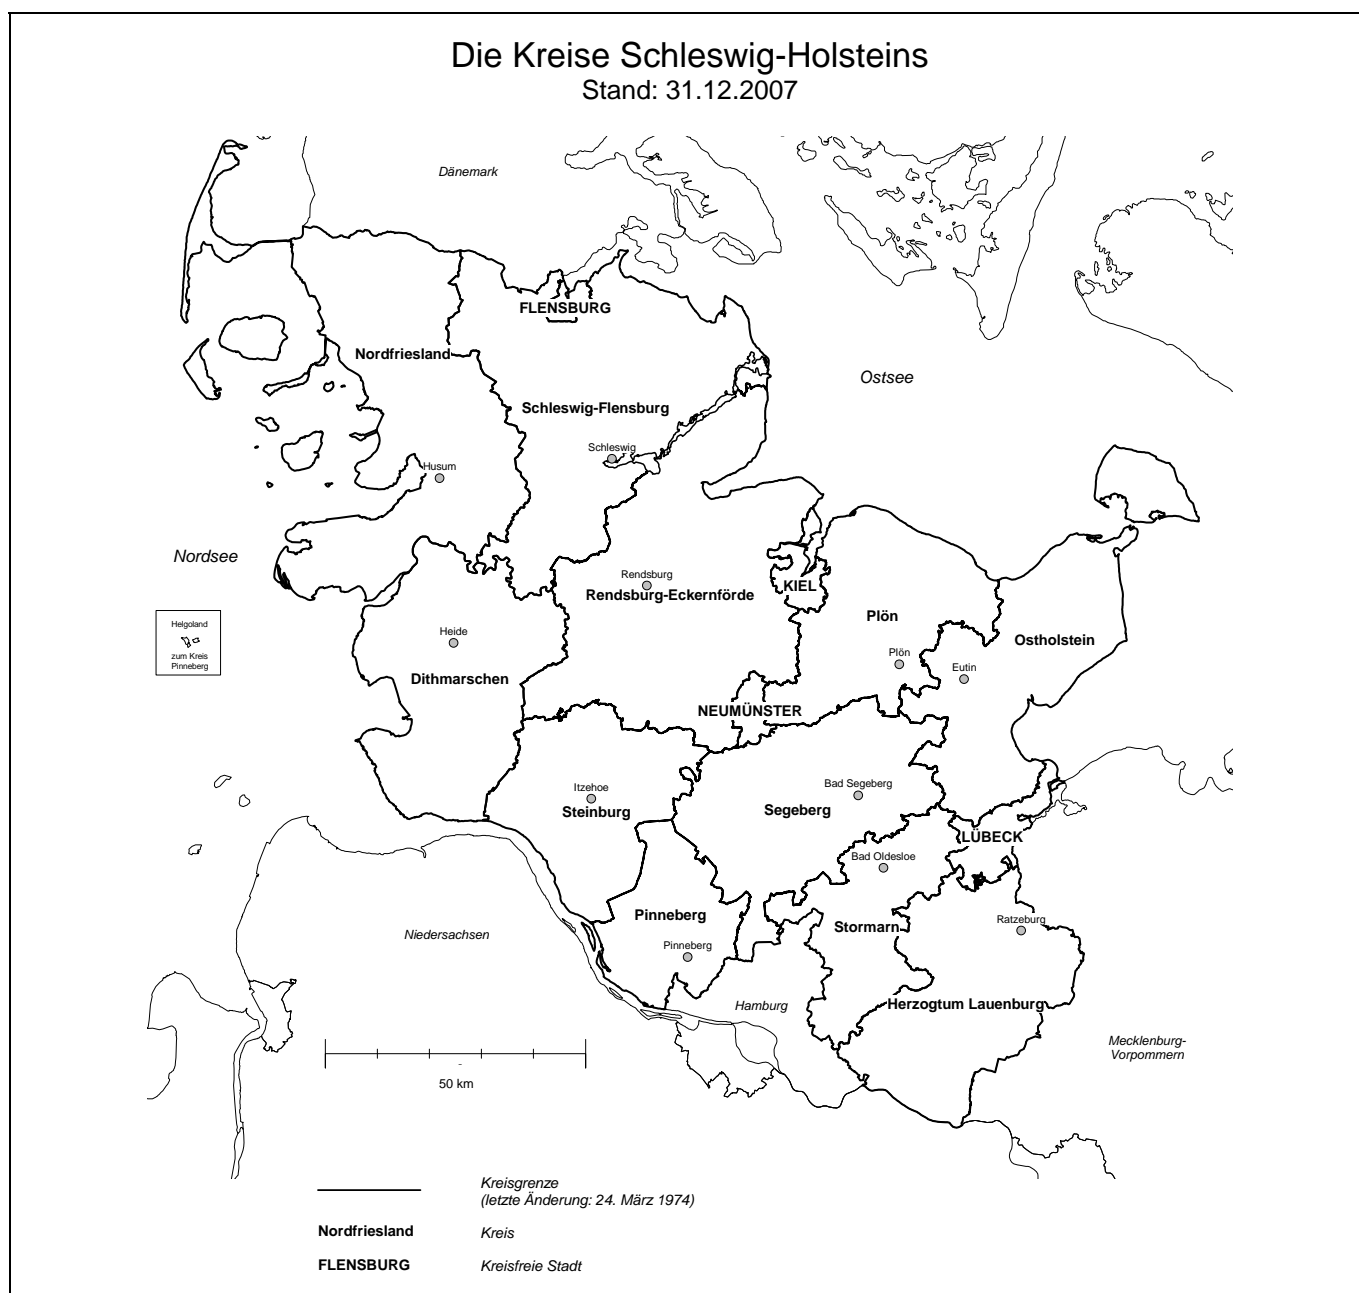 Die Kreise Schleswig-Holsteins
Stand: 31.12.2007
Dänemark
FLENSBURG
Nordfriesland
Ostsee
Schleswig-Flensburg
Schleswig
Husum
Nordsee
Rendsburg
KIEL
Rendsburg-Eckernförde
Plön
Helgoland
zum Kreis
Pinneberg
Heide
Ostholstein
Plön
Eutin
Dithmarschen
NEUMÜNSTER
Itzehoe
Bad Segeberg
Steinburg
Segeberg
LÜBECK
Bad Oldesloe
Pinneberg
Ratzeburg
Stormarn
Niedersachsen
Pinneberg
Hamburg
Herzogtum Lauenburg
Mecklenburg-
Vorpommern
50 km
Kreisgrenze
(letzte Änderung: 24. März 1974)
Nordfriesland Kreis
FLENSBURG Kreisfreie Stadt